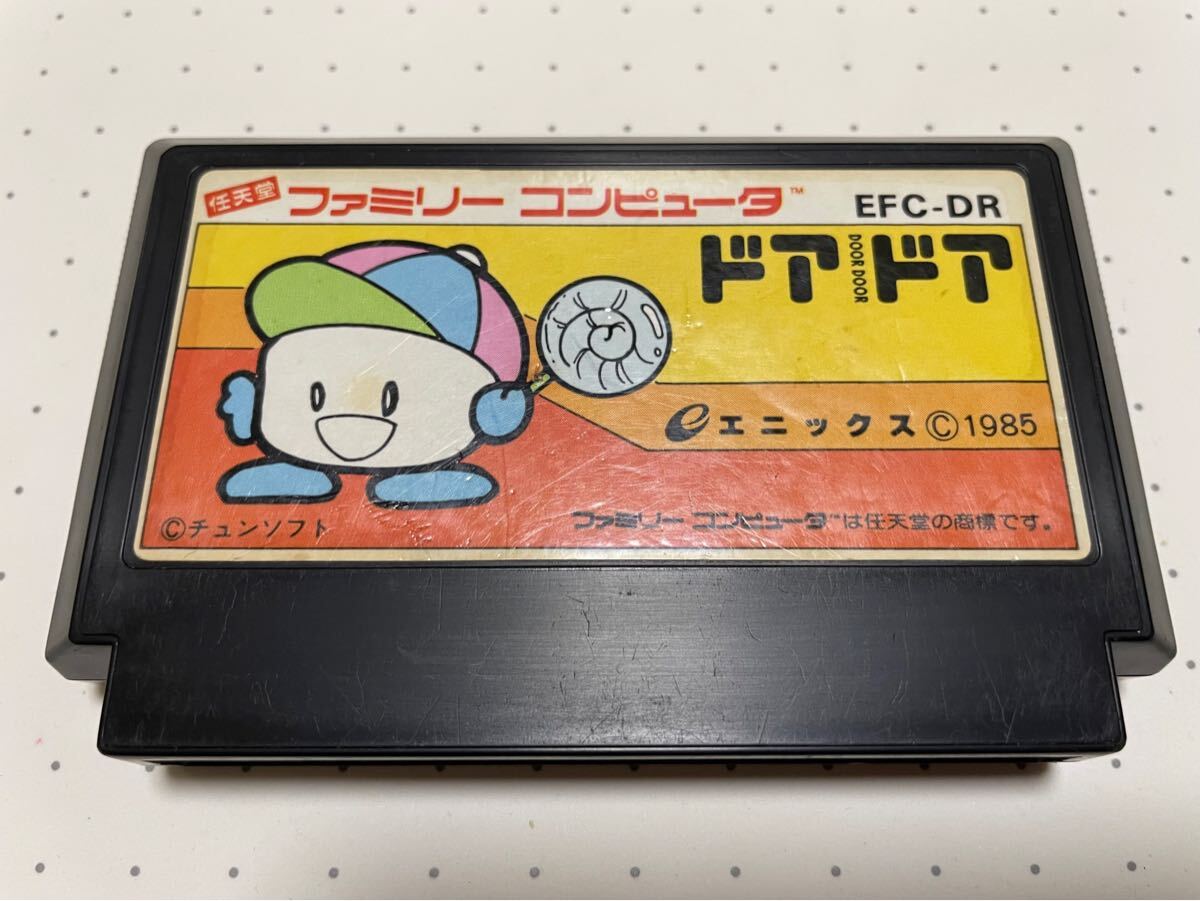 任天堂 ファミリー コンピュータ™ EFC-DR
ドアドア
DOOR DOOR
e エニックス ©1985
©チュンソフト
ファミリー コンピュータ™は任天堂の商標です。